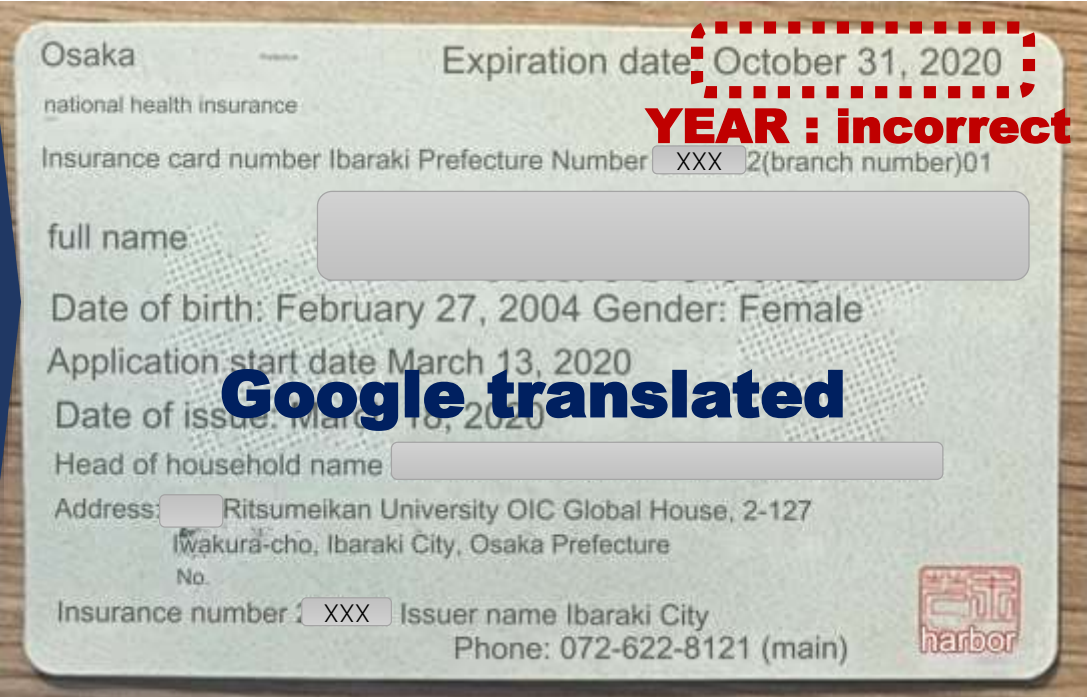 Osaka
Expiration date: October 31, 2020
national health insurance
YEAR : incorrect
Insurance card number Ibaraki Prefecture Number XXX 2(branch number)01
full name
Date of birth: February 27, 2004 Gender: Female
Application start date March 13, 2020
Google translated
Date of issue: March 18, 2020
Head of household name
Address: Ritsumeikan University OIC Global House, 2-127
Iwakura-cho, Ibaraki City, Osaka Prefecture
No.
Insurance number XXX Issuer name Ibaraki City
harbor
Phone: 072-622-8121 (main)